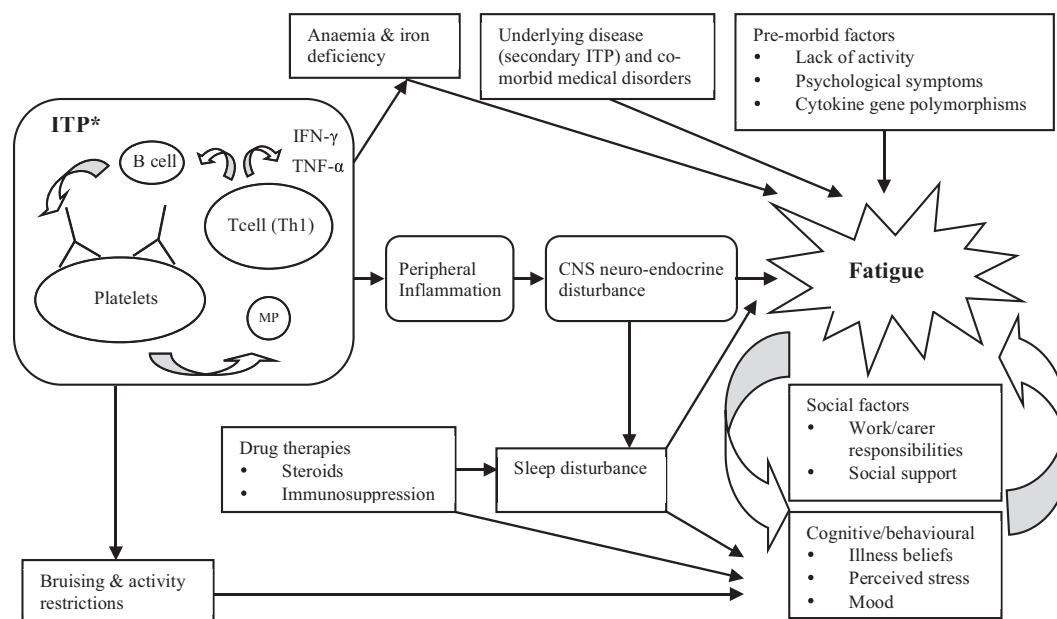 Anaemia & iron
deficiency
Underlying disease
(secondary ITP) and co-
morbid medical disorders
Pre-morbid factors
• Lack of activity
• Psychological symptoms
• Cytokine gene polymorphisms
ITP*
IFN-γ
TNF-α
B cell
Tcell (Th1)
Platelets
MP
Peripheral
Inflammation
CNS neuro-endocrine
disturbance
Fatigue
Social factors
• Work/carer
responsibilities
• Social support
Drug therapies
• Steroids
• Immunosuppression
Sleep disturbance
Cognitive/behavioural
• Illness beliefs
• Perceived stress
• Mood
Bruising & activity
restrictions